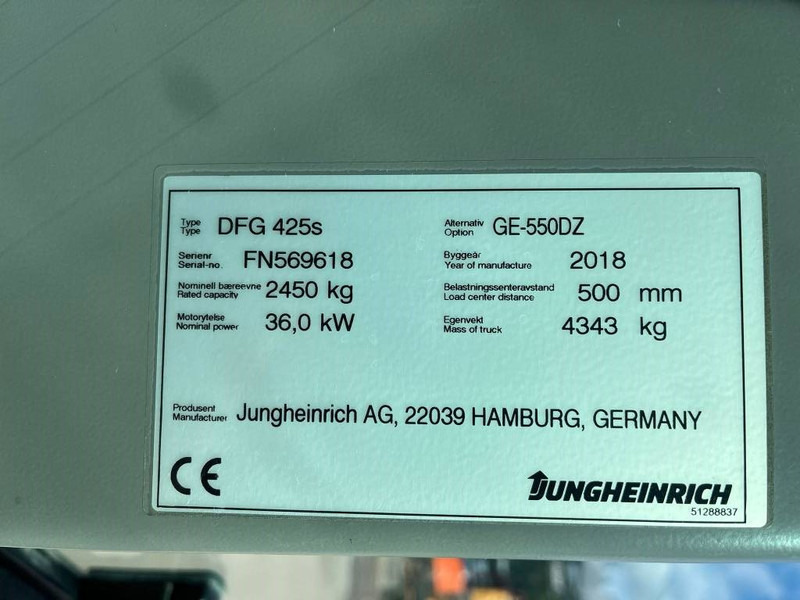 Type
Type DFG 425s
Alternativ
Option GE-550DZ
Serienr
Serial-no. FN569618
Byggeår
Year of manufacture 2018
Nominell bæreevne
Rated capacity 2450 kg
Belastningssenteravstand
Load center distance 500 mm
Motorytelse
Nominal power 36,0 kW
Egenvekt
Mass of truck 4343 kg
Produsent
Manufacturer Jungheinrich AG, 22039 HAMBURG, GERMANY
CE
JUNGHEINRICH
51288837